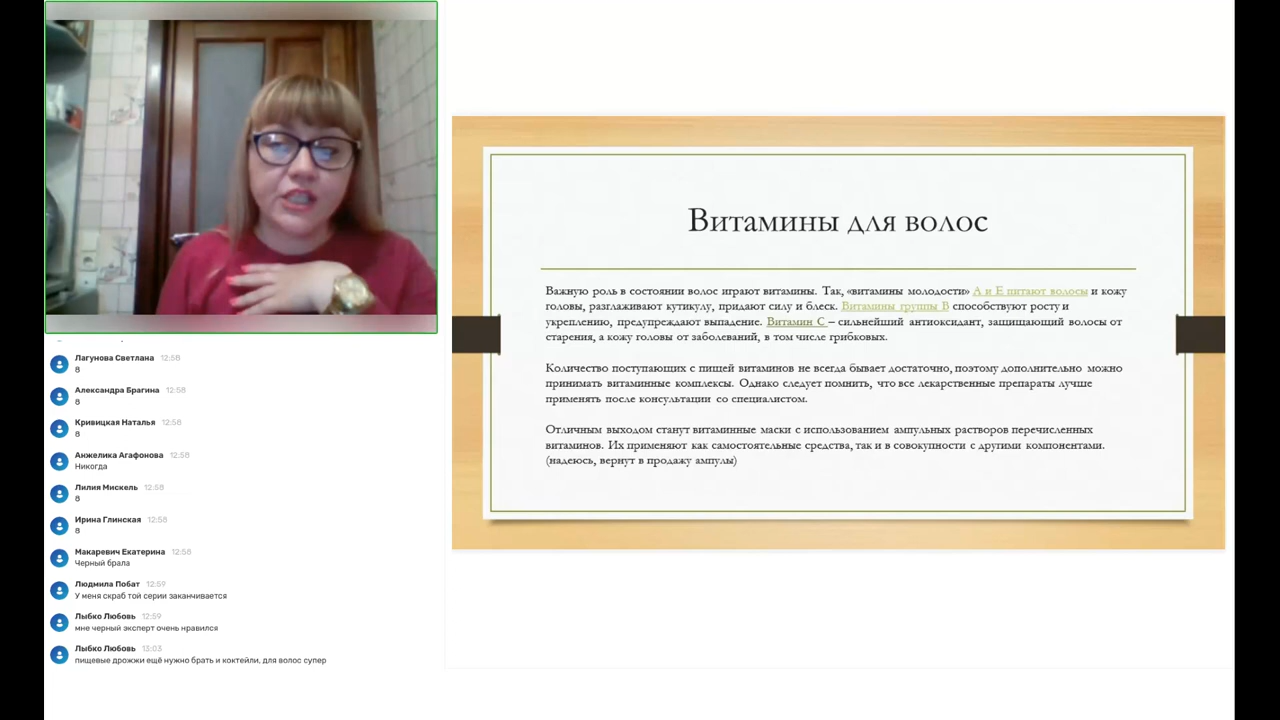 Лагунова Светлана 12:58
8
Александра Брагина 12:58
8
Кривицкая Наталья 12:58
8
Анжелика Агафонова 12:58
Никогда
Лилия Мискель 12:58
8
Ирина Глинская 12:58
8
Макаревич Екатерина 12:58
Черный брала
Людмила Побат 12:59
У меня скраб той серии заканчивается
Лыбко Любовь 12:59
мне черный эксперт очень нравился
Лыбко Любовь 13:03
пищевые дрожжи ещё нужно брать и коктейли, для волос супер
Витамины для волос
Важную роль в состоянии волос играют витамины. Так, «витамины молодости» А и Е питают волосы и кожу
головы, разглаживают кутикулу, придают силу и блеск. Витамины группы В способствуют росту и
укреплению, предупреждают выпадение. Витамин С – сильнейший антиоксидант, защищающий волосы от
старения, а кожу головы от заболеваний, в том числе грибковых.
Количество поступающих с пищей витаминов не всегда бывает достаточно, поэтому дополнительно можно
принимать витаминные комплексы. Однако следует помнить, что все лекарственные препараты лучше
применять после консультации со специалистом.
Отличным выходом станут витаминные маски с использованием ампульных растворов перечисленных
витаминов. Их применяют как самостоятельные средства, так и в совокупности с другими компонентами.
(надеюсь, вернут в продажу ампулы)